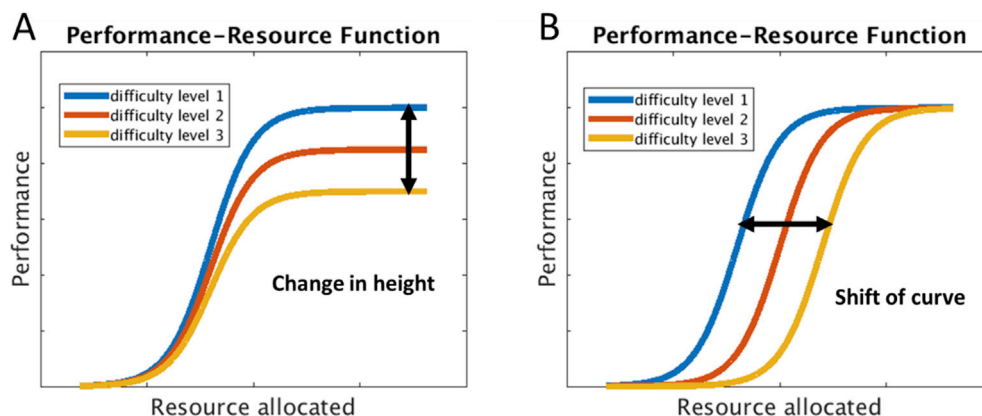 A
Performance-Resource Function
difficulty level 1
difficulty level 2
difficulty level 3
Change in height
Performance
Resource allocated
B
Performance-Resource Function
difficulty level 1
difficulty level 2
difficulty level 3
Shift of curve
Performance
Resource allocated